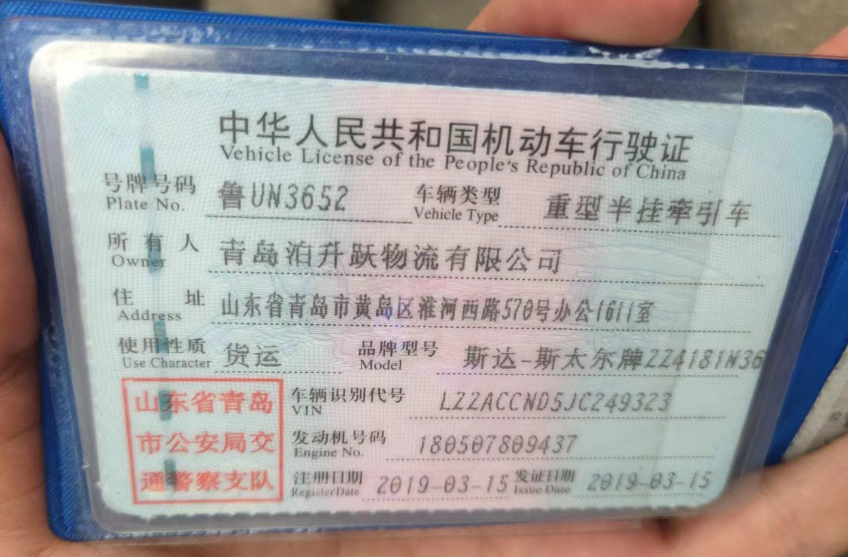 中华人民共和国机动车行驶证
Vehicle License of the People's Republic of China
号牌号码 鲁UN3652 车辆类型 重型半挂牵引车
Plate No. Vehicle Type
所有人 青岛泊升跃物流有限公司
Owner
住址 山东省青岛市黄岛区淮河西路570号办公1611室
Address
使用性质 货运 品牌型号 斯达-斯太尔牌ZZ4181N36
Use Character Model
山东省青岛 车辆识别代号 LZZACCND5JC249323
VIN
市公安局交 发动机号码 180507809437
Engine No.
通警察支队 注册日期 2019-03-15 发证日期 2019-03-15
Register Date Issue Date